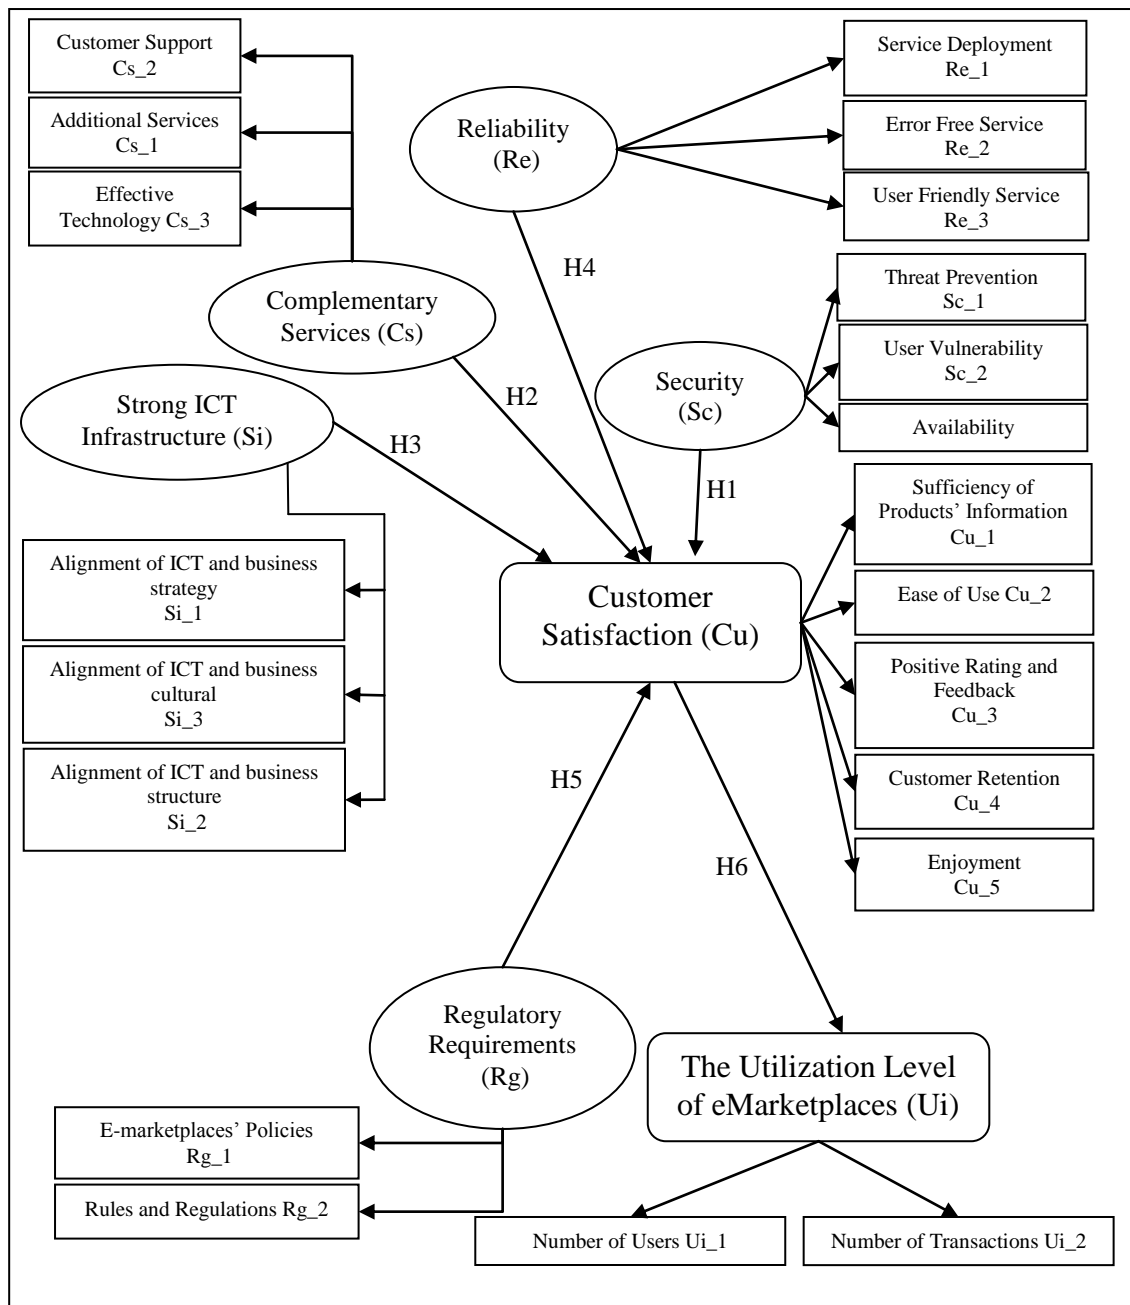 Customer Support
Cs_2
Additional Services
Cs_1
Effective
Technology Cs_3
Reliability
(Re)
Service Deployment
Re_1
Error Free Service
Re_2
User Friendly Service
Re_3
H4
Complementary
Services (Cs)
Threat Prevention
Sc_1
User Vulnerability
Sc_2
Availability
Security
(Sc)
Strong ICT
Infrastructure (Si)
H2
H3
H1
Sufficiency of
Products’ Information
Cu_1
Ease of Use Cu_2
Positive Rating and
Feedback
Cu_3
Customer Retention
Cu_4
Enjoyment
Cu_5
Customer
Satisfaction (Cu)
Alignment of ICT and business
strategy
Si_1
Alignment of ICT and business
cultural
Si_3
Alignment of ICT and business
structure
Si_2
H5
H6
Regulatory
Requirements
(Rg)
The Utilization Level
of eMarketplaces (Ui)
E-marketplaces’ Policies
Rg_1
Rules and Regulations Rg_2
Number of Users Ui_1
Number of Transactions Ui_2